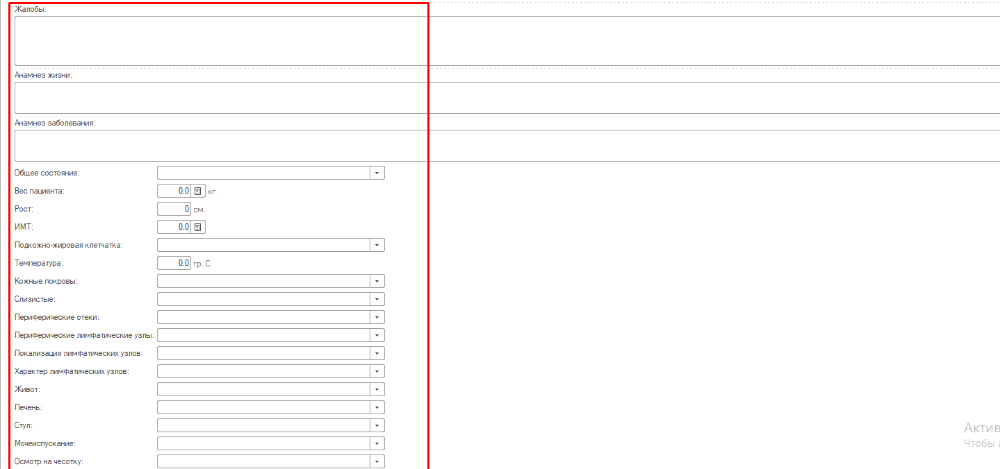 Жалобы:
Анамнез жизни:
Анамнез заболевания:
Общее состояние:
Вес пациента: 0,0 кг.
Рост: 0 см.
ИМТ: 0,0
Подкожно-жировая клетчатка:
Температура: 0,0 гр. С
Кожные покровы:
Слизистые:
Периферические отеки:
Периферические лимфатические узлы:
Локализация лимфатических узлов:
Характер лимфатических узлов:
Живот:
Печень:
Стул:
Актив
Мочеиспускание:
Чтобы а
Осмотр на чесотку: